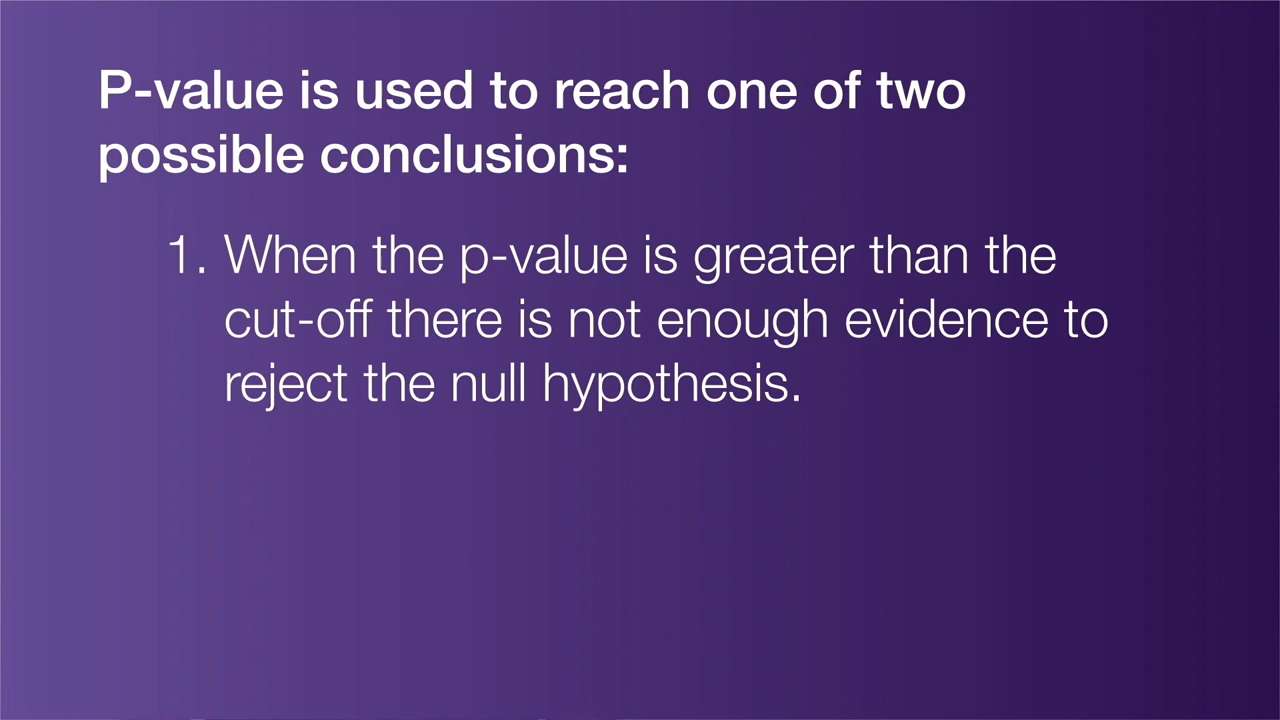 P-value is used to reach one of two
possible conclusions:
1. When the p-value is greater than the
cut-off there is not enough evidence to
reject the null hypothesis.